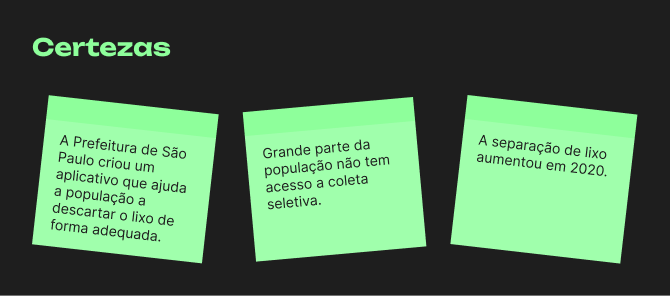 Certezas
A Prefeitura de São
Paulo criou um
aplicativo que ajuda
a população a
descartar o lixo de
forma adequada.
Grande parte da
população não tem
acesso a coleta
seletiva.
A separação de lixo
aumentou em 2020.